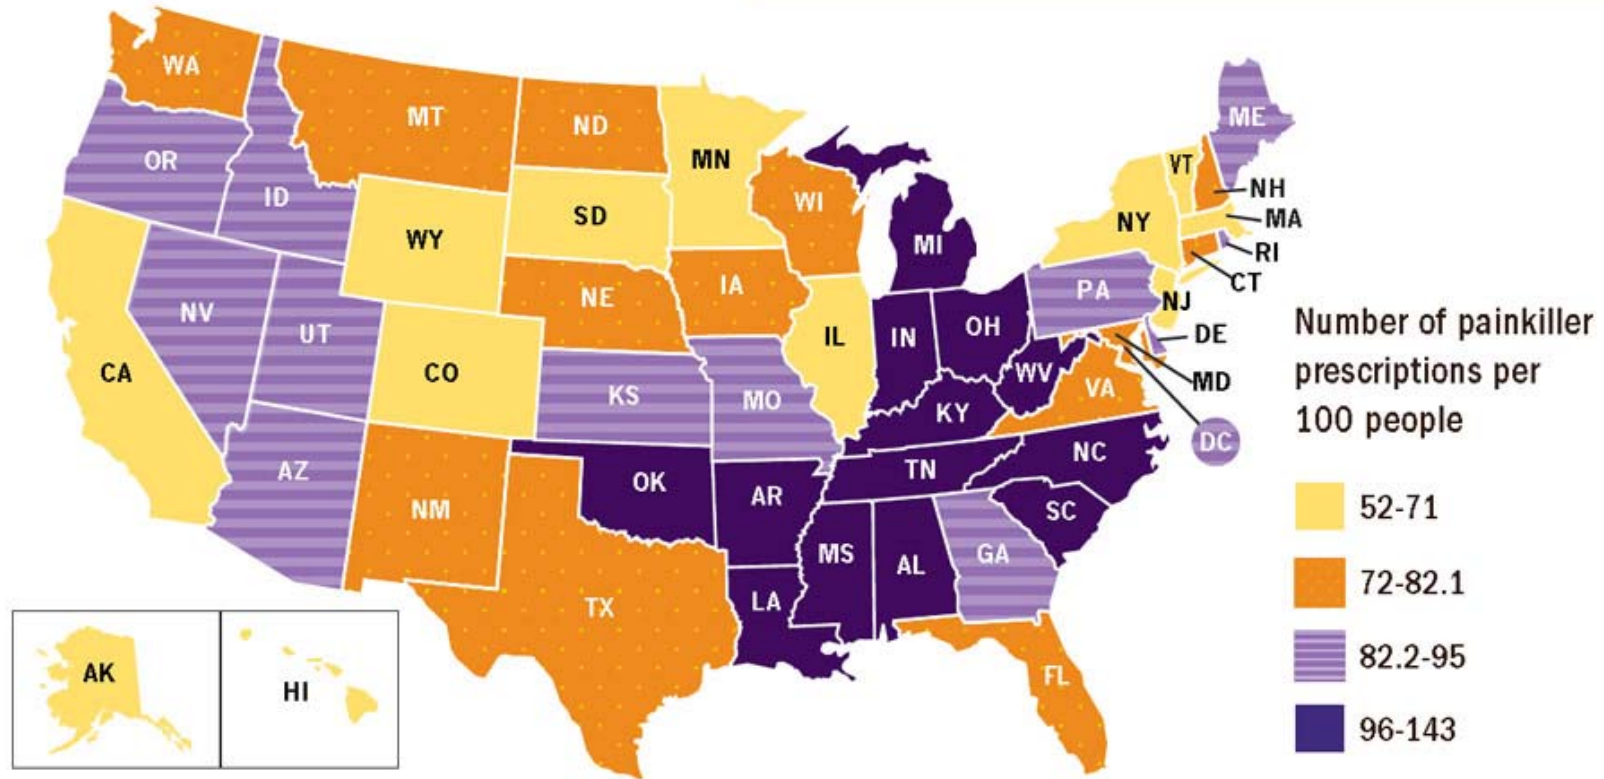 WA
MT
ND
MN
ME
OR
ID
WI
VT
NH
SD
MA
WY
NY
MI
RI
CT
NE
IA
PA
NV
NJ
UT
IL
IN
OH
DE
CA
CO
WV
MD
KS
MO
VA
KY
DC
AZ
OK
TN
NC
NM
AR
SC
MS
AL
GA
TX
LA
AK
HI
FL
Number of painkiller
prescriptions per
100 people
52-71
72-82.1
82.2-95
96-143